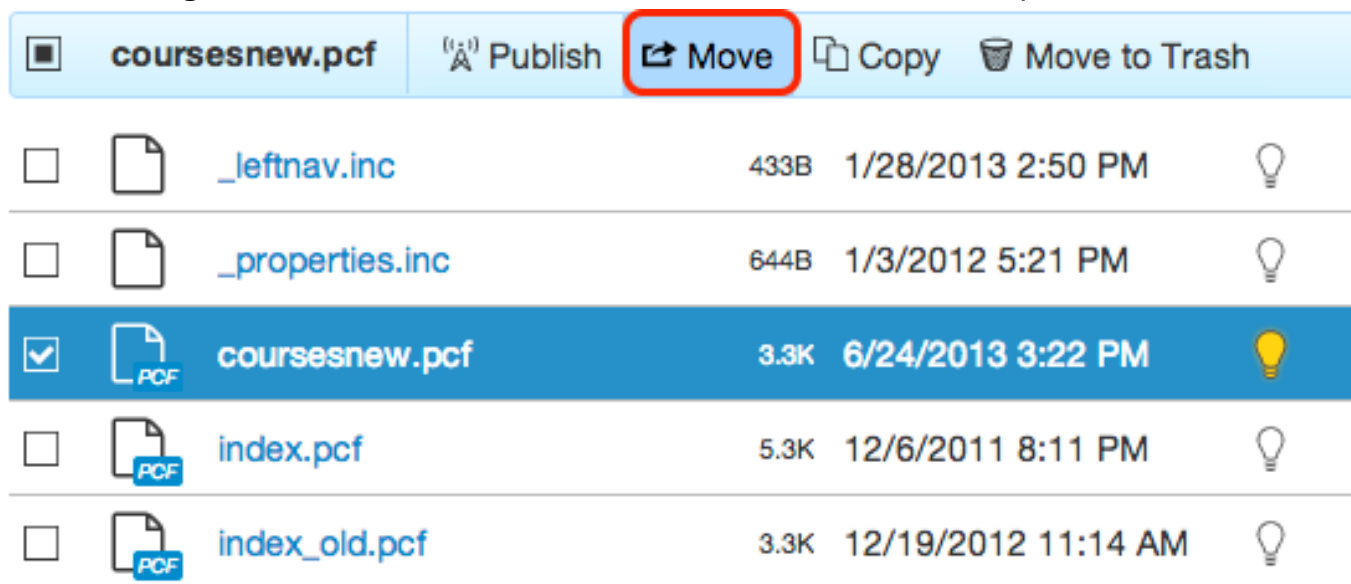 coursesnew.pcf Publish Move Copy Move to Trash
_leftnav.inc 433B 1/28/2013 2:50 PM
_properties.inc 644B 1/3/2012 5:21 PM
PCF coursesnew.pcf 3.3K 6/24/2013 3:22 PM
PCF index.pcf 5.3K 12/6/2011 8:11 PM
PCF index_old.pcf 3.3K 12/19/2012 11:14 AM